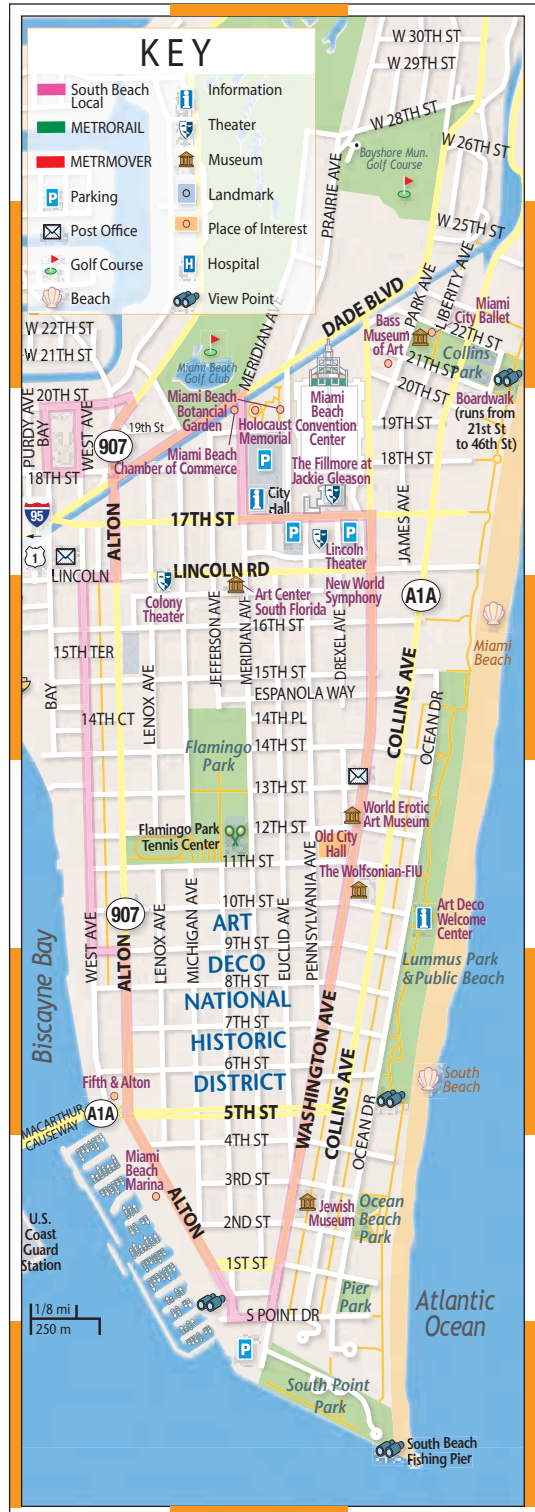 KEY
South Beach
Local
METRORAIL
METRMOVER
P
Parking
Post Office
Golf Course
Beach
Information
Theater
Museum
Landmark
Place of Interest
H
Hospital
View Point
W 30TH ST
W 29TH ST
W 28TH ST
W 26TH ST
Bayshore Mun.
Golf Course
PRAIRIE AVE
W 25TH ST
W 22TH ST
W 21TH ST
MERIDIAN AVE
DADE BLVD
PARK AVE
LIBERTY AVE
Miami
City Ballet
22TH ST
Bass
Museum
of Art
21TH ST
Collins
Park
20TH ST
Boardwalk
(runs from
21st St
to 46th St)
Miami Beach
Golf Club
20TH ST
PURDY AVE
BAY
WEST AVE
907
19th St
18TH ST
Miami Beach
Botancial
Garden
Holocaust
Memorial
Miami Beach
Chamber of Commerce
Miami
Beach
Convention
Center
19TH ST
18TH ST
P
City
Hall
The Fillmore at
Jackie Gleason
95
1
ALTON
17TH ST
P
P
Lincoln
Theater
JAMES AVE
LINCOLN
LINCOLN RD
Colony
Theater
Art Center
South Florida
New World
Symphony
A1A
JEFFERSON AVE
MERIDIAN AVE
16TH ST
DREXEL AVE
Miami
Beach
15TH TER
BAY
LENOX AVE
15TH ST
ESPANOLA WAY
COLLINS AVE
OCEAN DR
14TH CT
14TH PL
Flamingo
Park
14TH ST
13TH ST
World Erotic
Art Museum
Flamingo Park
Tennis Center
12TH ST
Old City
Hall
11TH ST
The Wolfsonian-FIU
907
10TH ST
Art Deco
Welcome
Center
WEST AVE
ALTON
LENOX AVE
MICHIGAN AVE
EUCLID AVE
PENNSYLVANIA AVE
ART
9TH ST
DECO
8TH ST
NATIONAL
7TH ST
HISTORIC
6TH ST
DISTRICT
Lummus Park
&Public Beach
Biscayne Bay
WASHINGTON AVE
COLLINS AVE
South
Beach
Fifth & Alton
A1A
MACARTHUR
CAUSEWAY
5TH ST
OCEAN DR
4TH ST
Miami
Beach
Marina
ALTON
3RD ST
Jewish
Museum
2ND ST
Ocean
Beach
Park
U.S.
Coast
Guard
Station
1ST ST
Pier
Park
Atlantic
Ocean
1/8 mi
250 m
S POINT DR
P
South Point
Park
South Beach
Fishing Pier